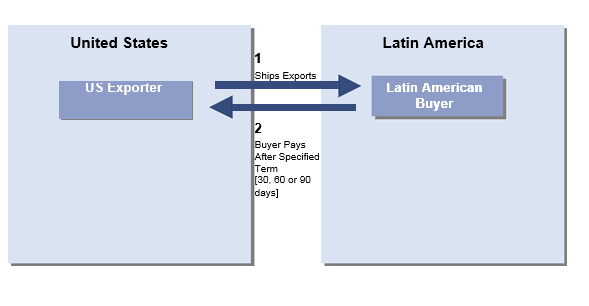 United States
US Exporter
1
Ships Exports
2
Buyer Pays
After Specified
Term
[30, 60 or 90
days]
Latin America
Latin American
Buyer